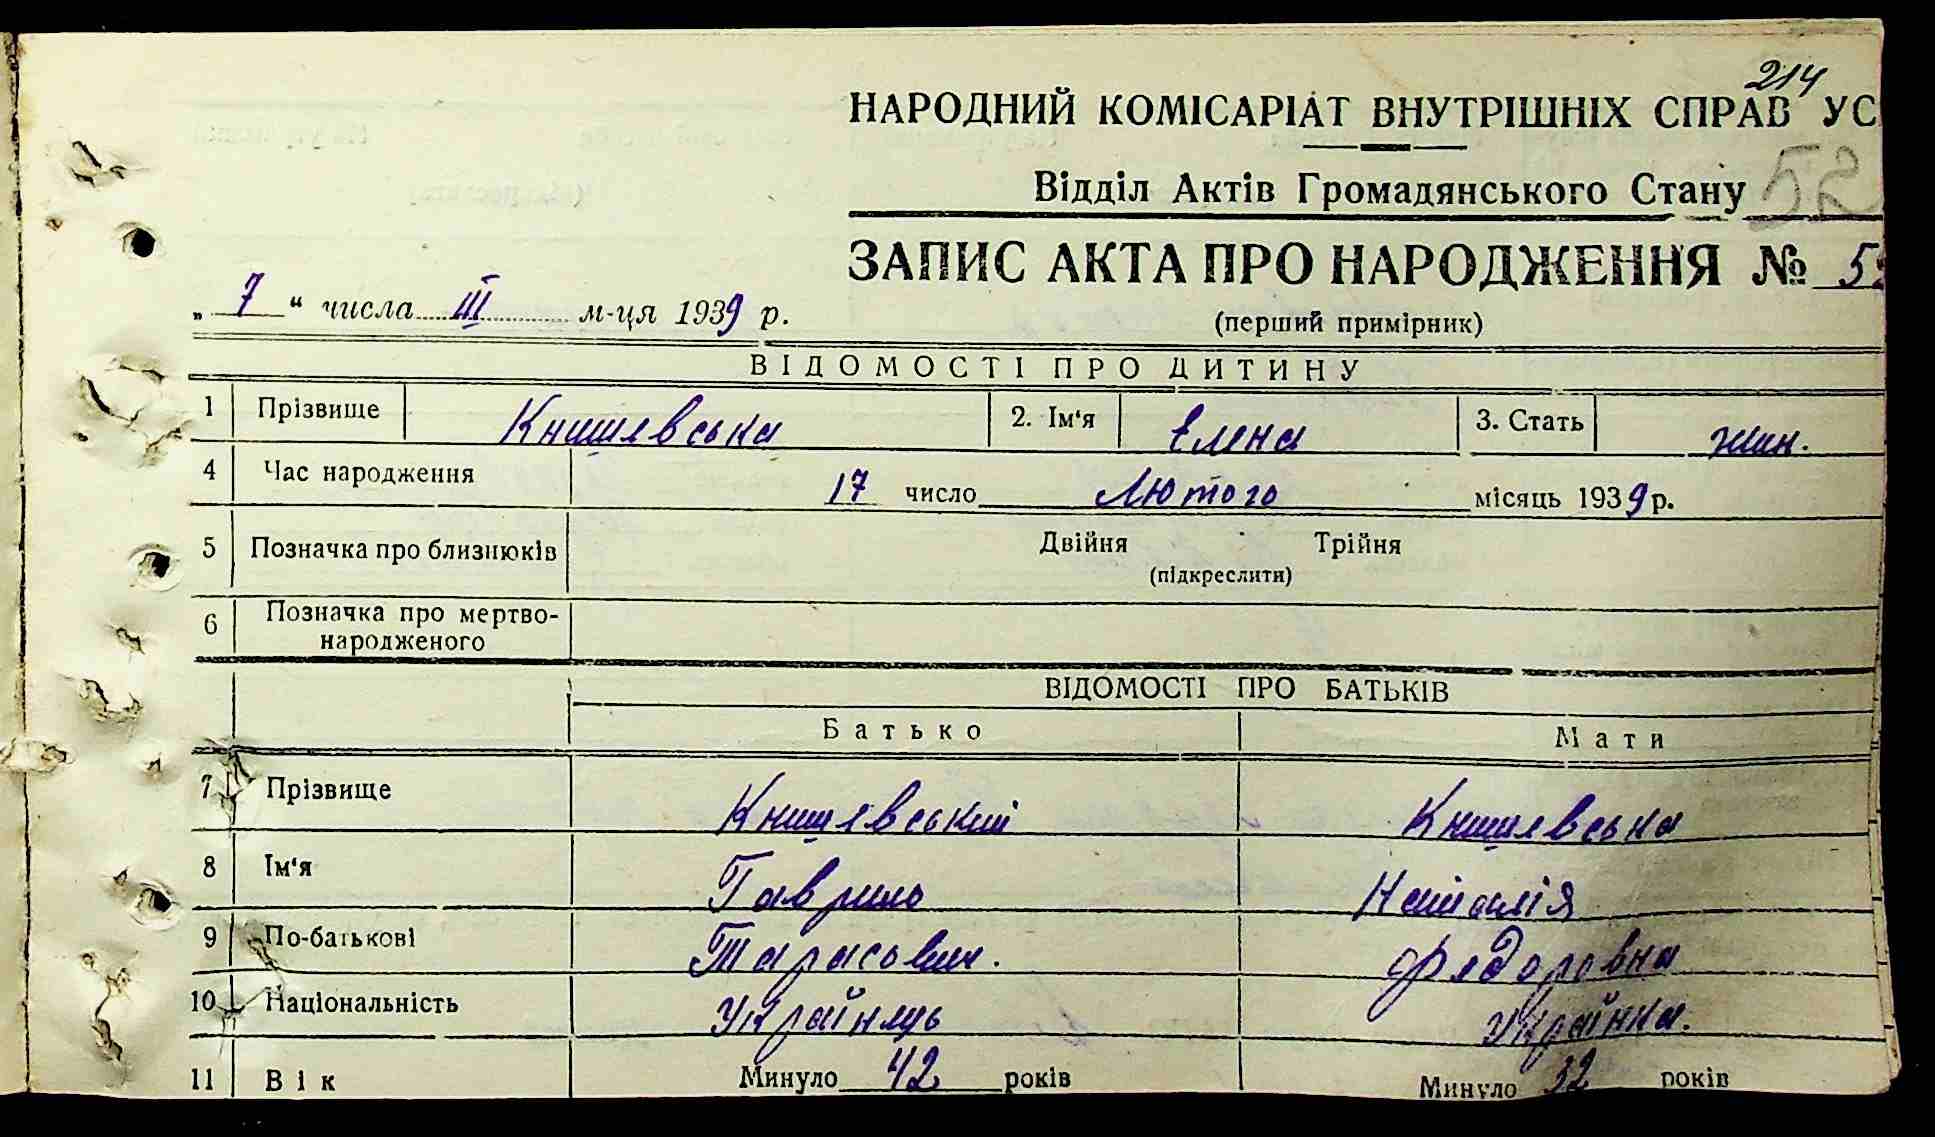 214
НАРОДНИЙ КОМІСАРІАТ ВНУТРІШНІХ СПРАВ УС
52
Відділ Актів Громадянського Стану
ЗАПИС АКТА ПРО НАРОДЖЕННЯ № 5
„ 7 “ числа III м-ця 1939 р.
(перший примірник)
ВІДОМОСТІ ПРО ДИТИНУ
1 Прізвище Книшевська 2. Ім‘я Елена 3. Стать жин.
4 Час народження 17 число Лютого місяць 1939 р.
5 Позначка про близнюків Двійня Трійня
(підкреслити)
6 Позначка про мертво-
народженого
ВІДОМОСТІ ПРО БАТЬКІВ
Батько Мати
7 Прізвище Книшевський Книшевська
8 Ім‘я Гаврило Наталія
9 По-батькові Тарасович. Федоровна
10 Національність Українець Українка.
11 Вік Минуло 42 років Минуло 32 років